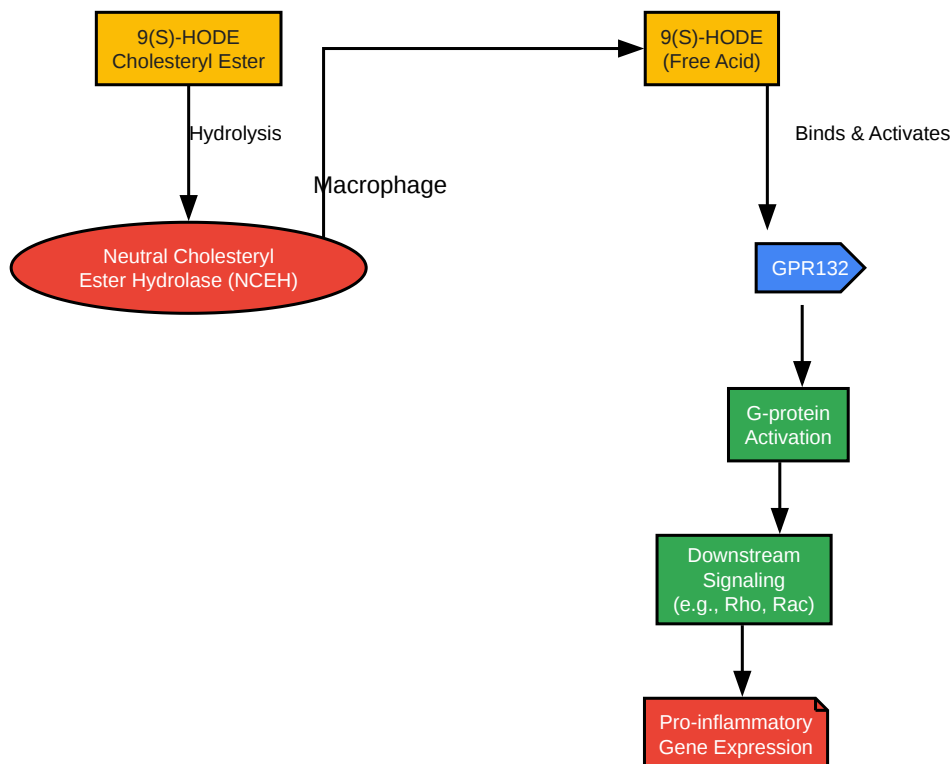 9(S)-HODE
Cholesteryl Ester
9(S)-HODE
(Free Acid)
Hydrolysis
Binds & Activates
Macrophage
Neutral Cholesteryl
Ester Hydrolase (NCEH)
GPR132
G-protein
Activation
Downstream
Signaling
(e.g., Rho, Rac)
Pro-inflammatory
Gene Expression